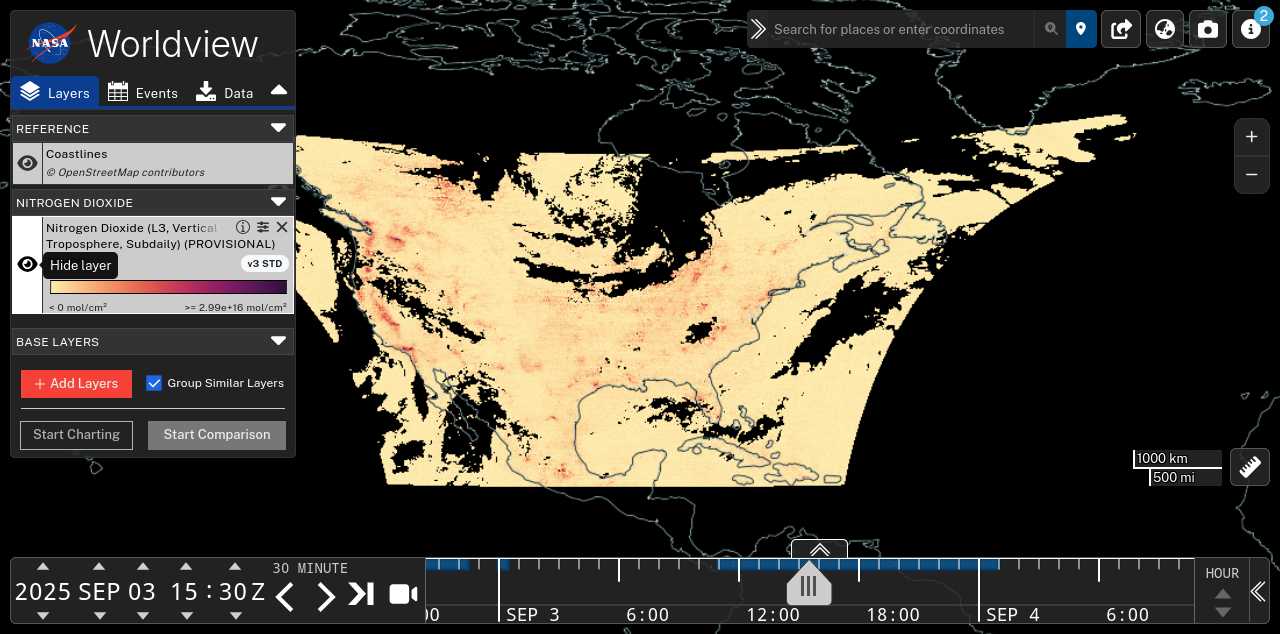 NASA
Worldview
Search for places or enter coordinates
2
Layers
Events
Data
REFERENCE
Coastlines
© OpenStreetMap contributors
NITROGEN DIOXIDE
Nitrogen Dioxide (L3, Vertical
Troposphere, Subdaily) (PROVISIONAL)
Hide layer
v3 STD
< 0 mol/cm²
>= 2.99e+16 mol/cm²
BASE LAYERS
+ Add Layers
Group Similar Layers
Start Charting
Start Comparison
+
−
1000 km
500 mi
2025 SEP 03 15 : 30 Z
30 MINUTE
00
SEP 3
6:00
12:00
18:00
SEP 4
6:00
HOUR